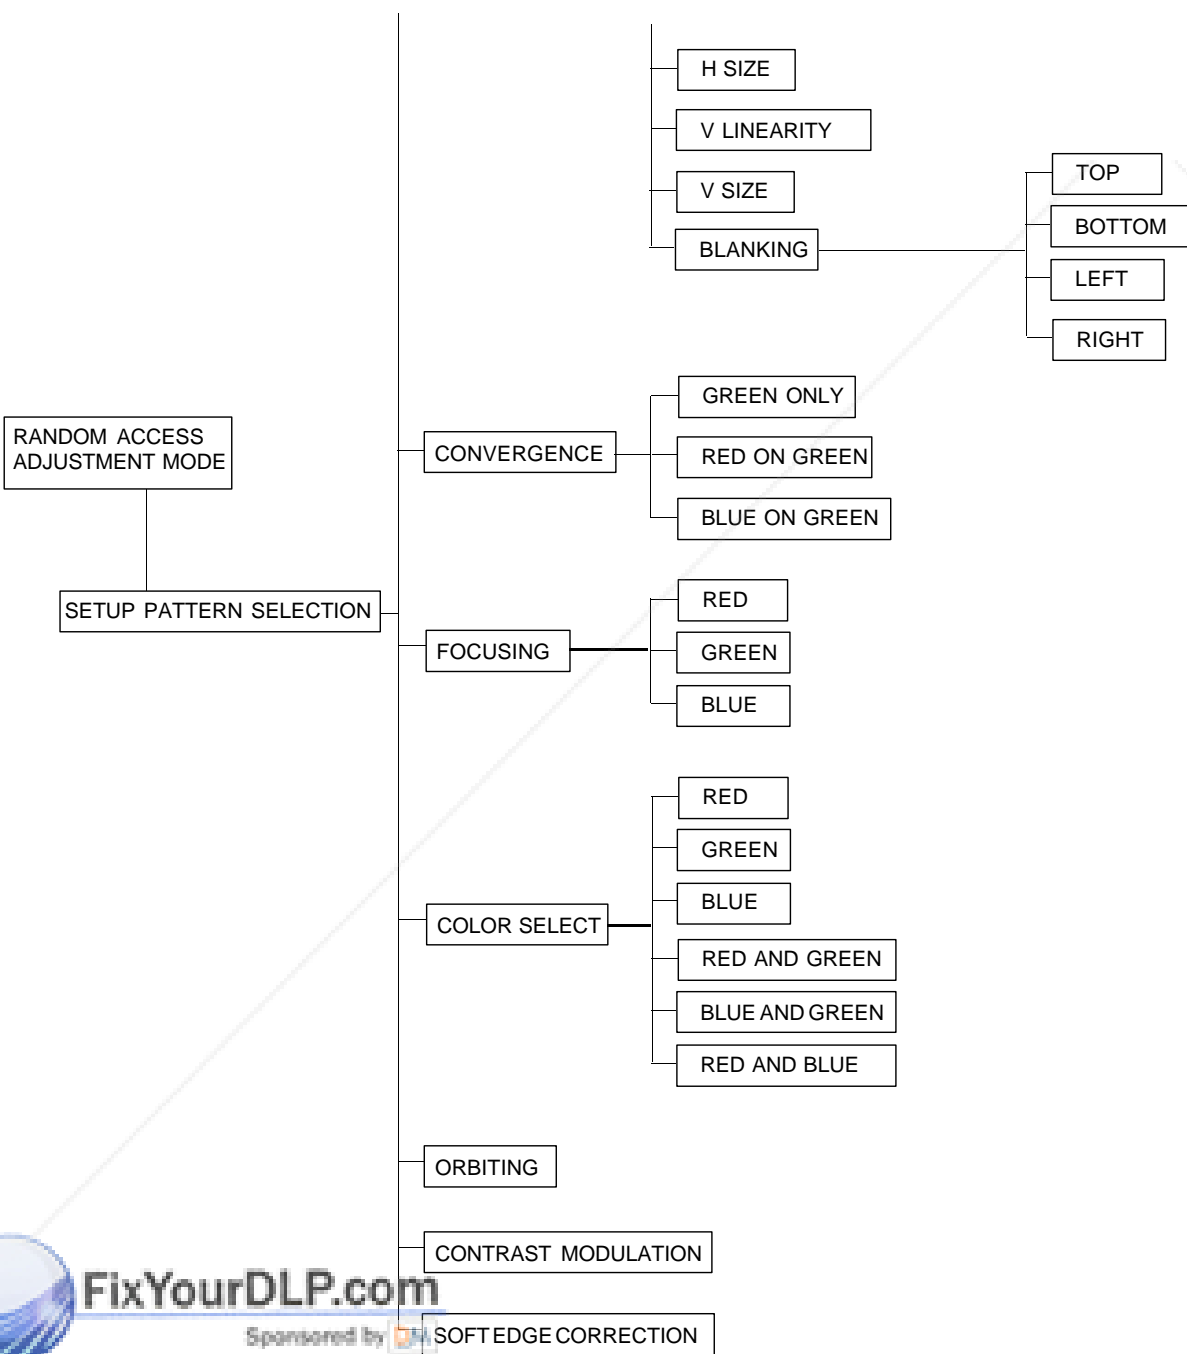 H SIZE
V LINEARITY
V SIZE
BLANKING
TOP
BOTTOM
LEFT
RIGHT
RANDOM ACCESS
ADJUSTMENT MODE
SETUP PATTERN SELECTION
CONVERGENCE
GREEN ONLY
RED ON GREEN
BLUE ON GREEN
FOCUSING
RED
GREEN
BLUE
COLOR SELECT
RED
GREEN
BLUE
RED AND GREEN
BLUE AND GREEN
RED AND BLUE
ORBITING
CONTRAST MODULATION
SOFT EDGE CORRECTION
FixYourDLP.com
Sponsored by